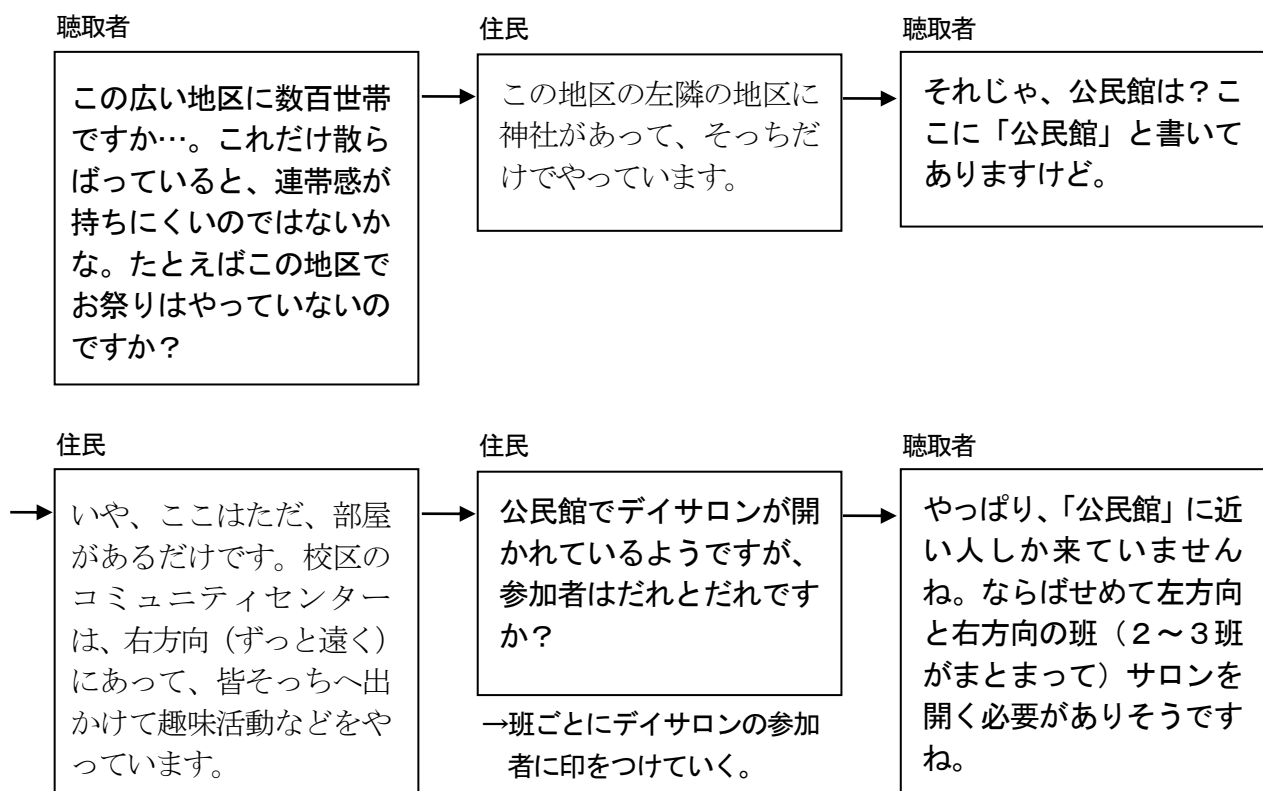 聴取者
この広い地区に数百世帯
ですか…。これだけ散ら
ばっていると、連帯感が
持ちにくいのではないか
な。たとえばこの地区で
お祭りはやっていないの
ですか？
住民
この地区の左隣の地区に
神社があって、そっちだ
けでやっています。
聴取者
それじゃ、公民館は？こ
こに「公民館」と書いて
ありますけど。
住民
いや、ここはただ、部屋
があるだけです。校区の
コミュニティセンター
は、右方向（ずっと遠く）
にあって、皆そっちへ出
かけて趣味活動などをや
っています。
住民
公民館でデイサロンが開
かれているようですが、
参加者はだれとだれです
か？
→班ごとにデイサロンの参加
者に印をつけていく。
聴取者
やっぱり、「公民館」に近
い人しか来ていません
ね。ならばせめて左方向
と右方向の班（２～３班
がまとまって）サロンを
開く必要がありそうです
ね。